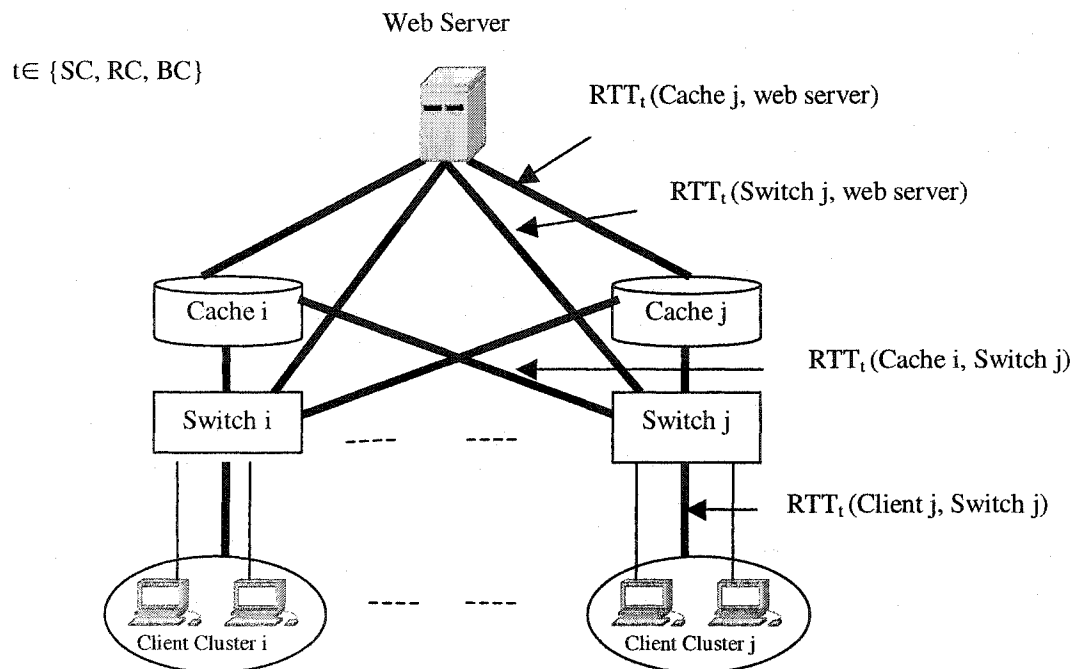 Web Server
t∈ {SC, RC, BC}
RTTt (Cache j, web server)
RTTt (Switch j, web server)
Cache i
Cache j
RTTt (Cache i, Switch j)
Switch i
Switch j
RTTt (Client j, Switch j)
Client Cluster i
Client Cluster j